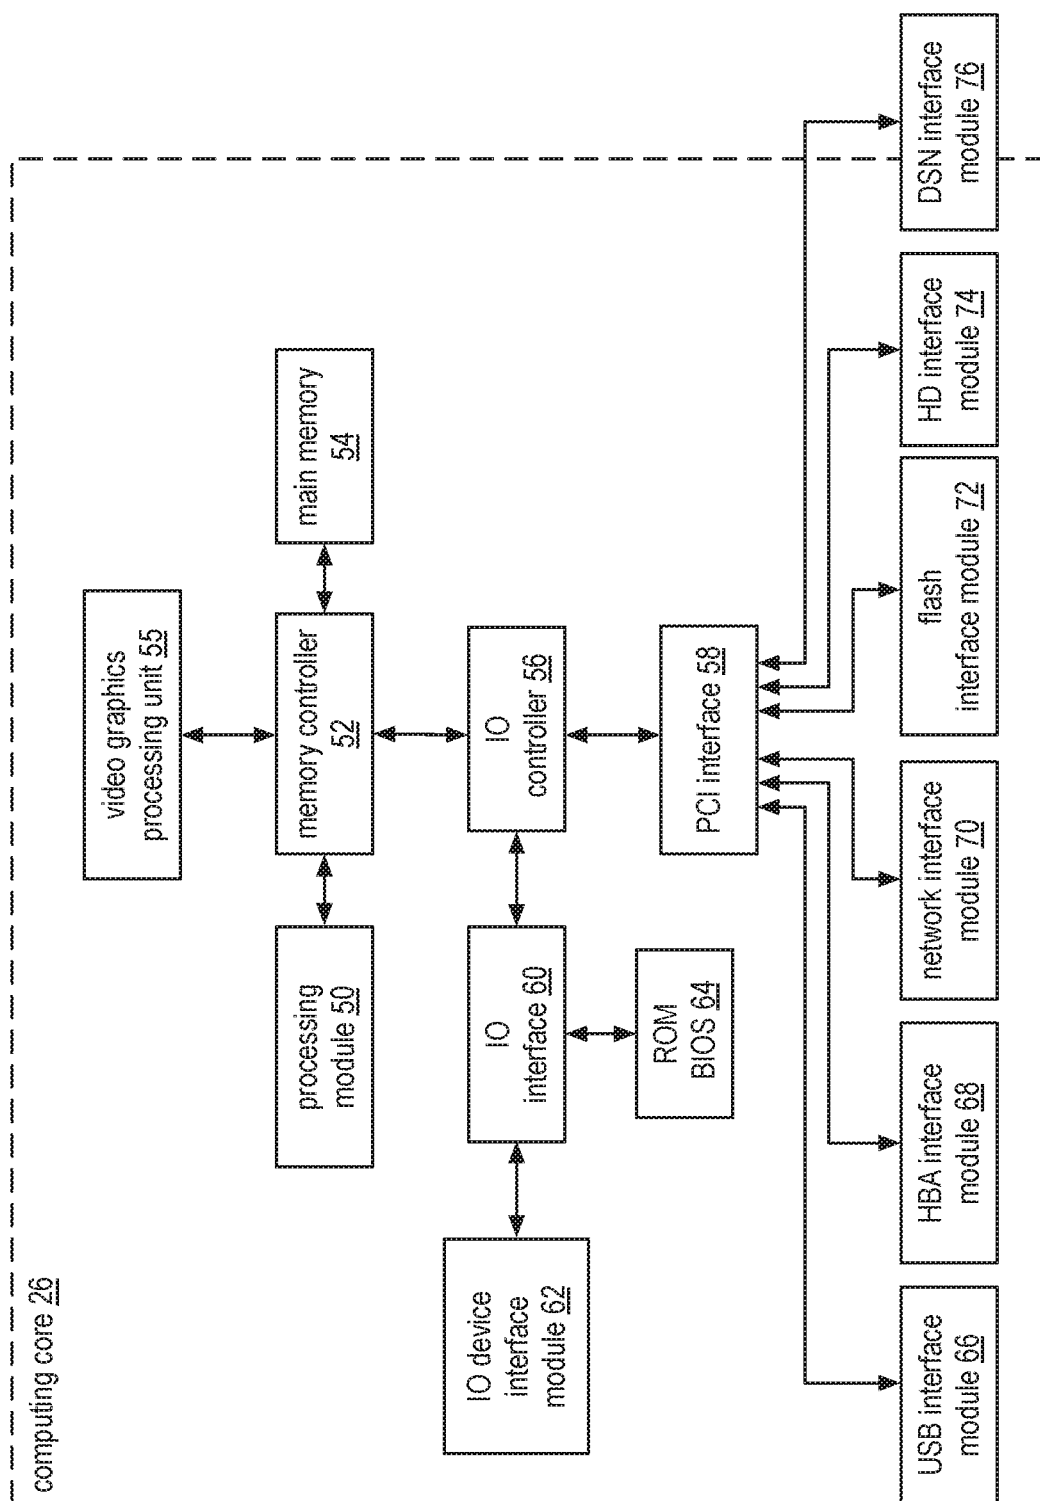 computing core 26
video graphics
processing unit 55
processing
module 50
memory controller
52
main memory
54
IO device
interface
module 62
IO
interface 60
IO
controller 56
ROM
BIOS 64
PCI interface 58
USB interface
module 66
HBA interface
module 68
network interface
module 70
flash
interface module 72
HD interface
module 74
DSN interface
module 76